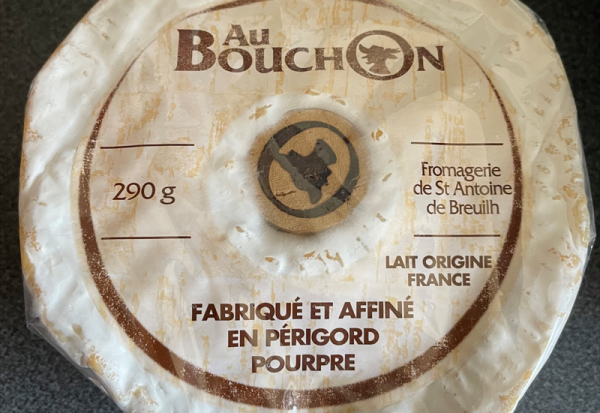 Au
BOUCHON
290 g
Fromagerie
de St Antoine
de Breuilh
LAIT ORIGINE
FRANCE
FABRIQUÉ ET AFFINÉ
EN PÉRIGORD
POURPRE